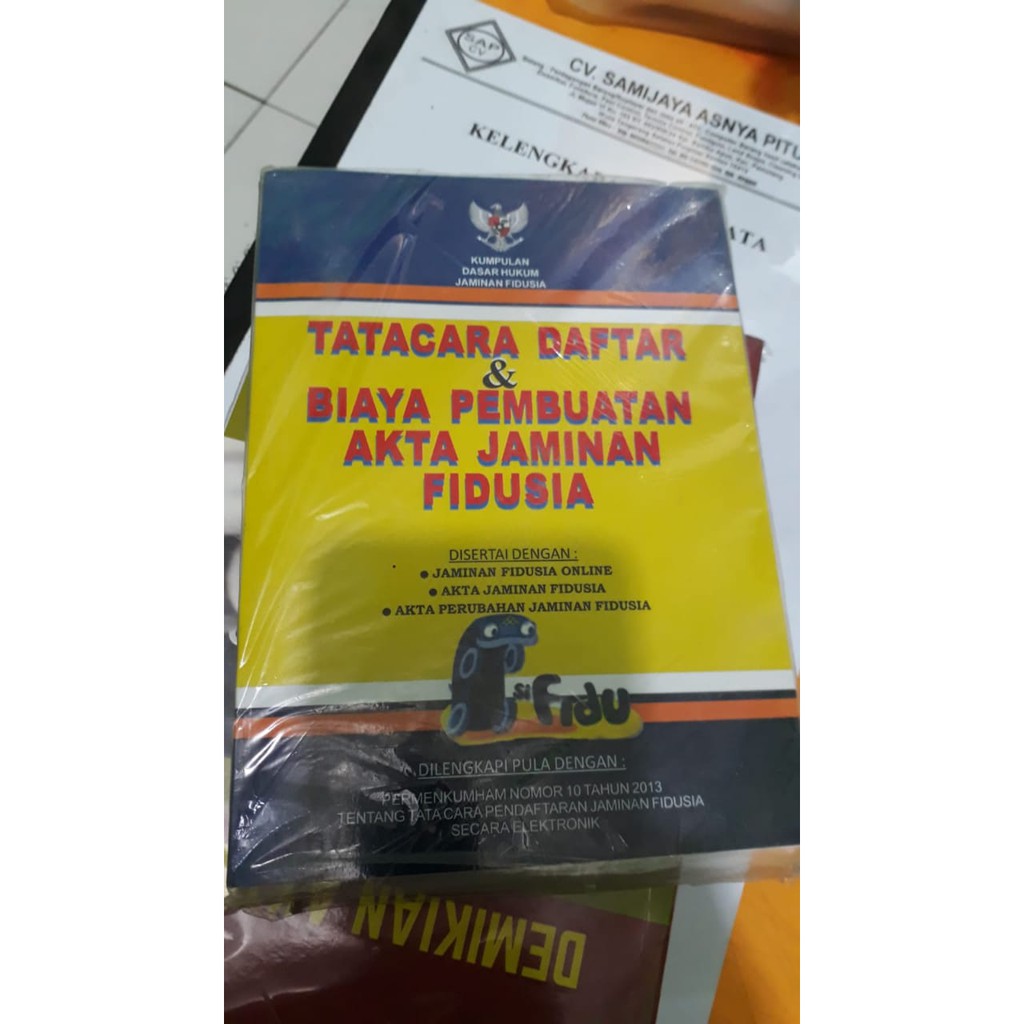 SAP
CV
CV. SAMIJAYA ASNYA PITU
KUMPULAN
DASAR HUKUM
JAMINAN FIDUSIA
TATACARA DAFTAR
&
BIAYA PEMBUATAN
AKTA JAMINAN
FIDUSIA
DISERTAI DENGAN :
● JAMINAN FIDUSIA ONLINE
● AKTA JAMINAN FIDUSIA
● AKTA PERUBAHAN JAMINAN FIDUSIA
si Fidu
DILENGKAPI PULA DENGAN :
PERMENKUMHAM NOMOR 10 TAHUN 2013
TENTANG TATA CARA PENDAFTARAN JAMINAN FIDUSIA
SECARA ELEKTRONIK
DEMIKIAN